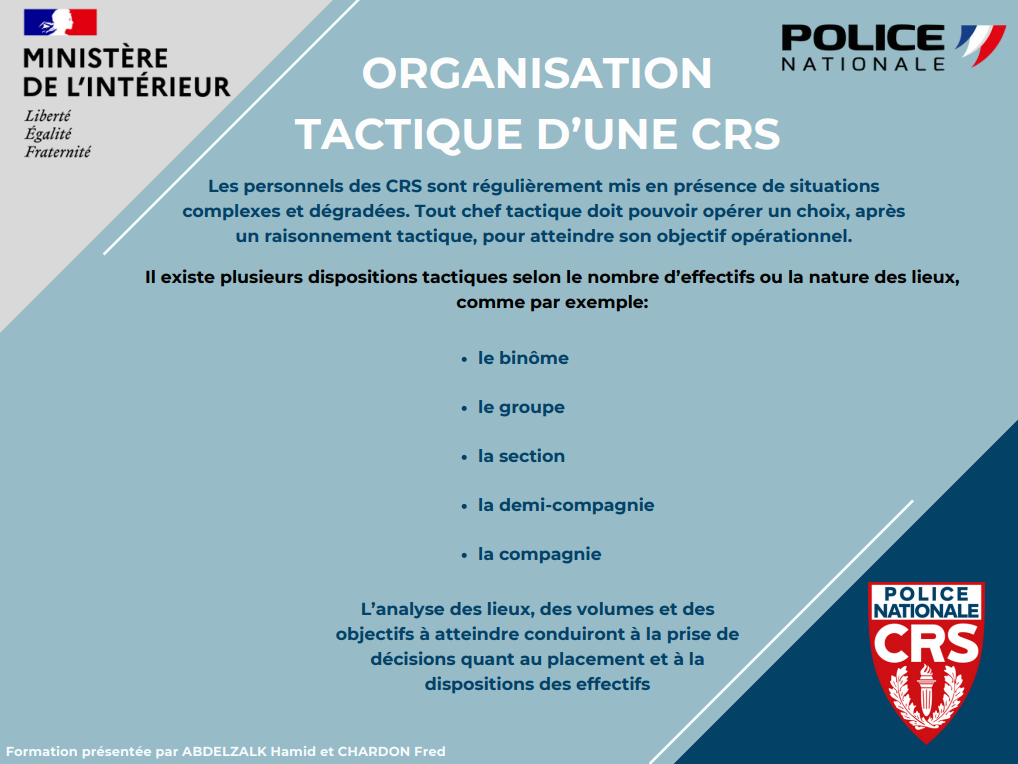 MINISTÈRE
DE L'INTÉRIEUR
Liberté
Égalité
Fraternité
POLICE
NATIONALE
ORGANISATION
TACTIQUE D'UNE CRS
Les personnels des CRS sont régulièrement mis en présence de situations
complexes et dégradées. Tout chef tactique doit pouvoir opérer un choix, après
un raisonnement tactique, pour atteindre son objectif opérationnel.
Il existe plusieurs dispositions tactiques selon le nombre d'effectifs ou la nature des lieux,
comme par exemple:
• le binôme
• le groupe
• la section
• la demi-compagnie
• la compagnie
L'analyse des lieux, des volumes et des
objectifs à atteindre conduiront à la prise de
décisions quant au placement et à la
dispositions des effectifs
POLICE
NATIONALE
CRS
Formation présentée par ABDELZALK Hamid et CHARDON Fred